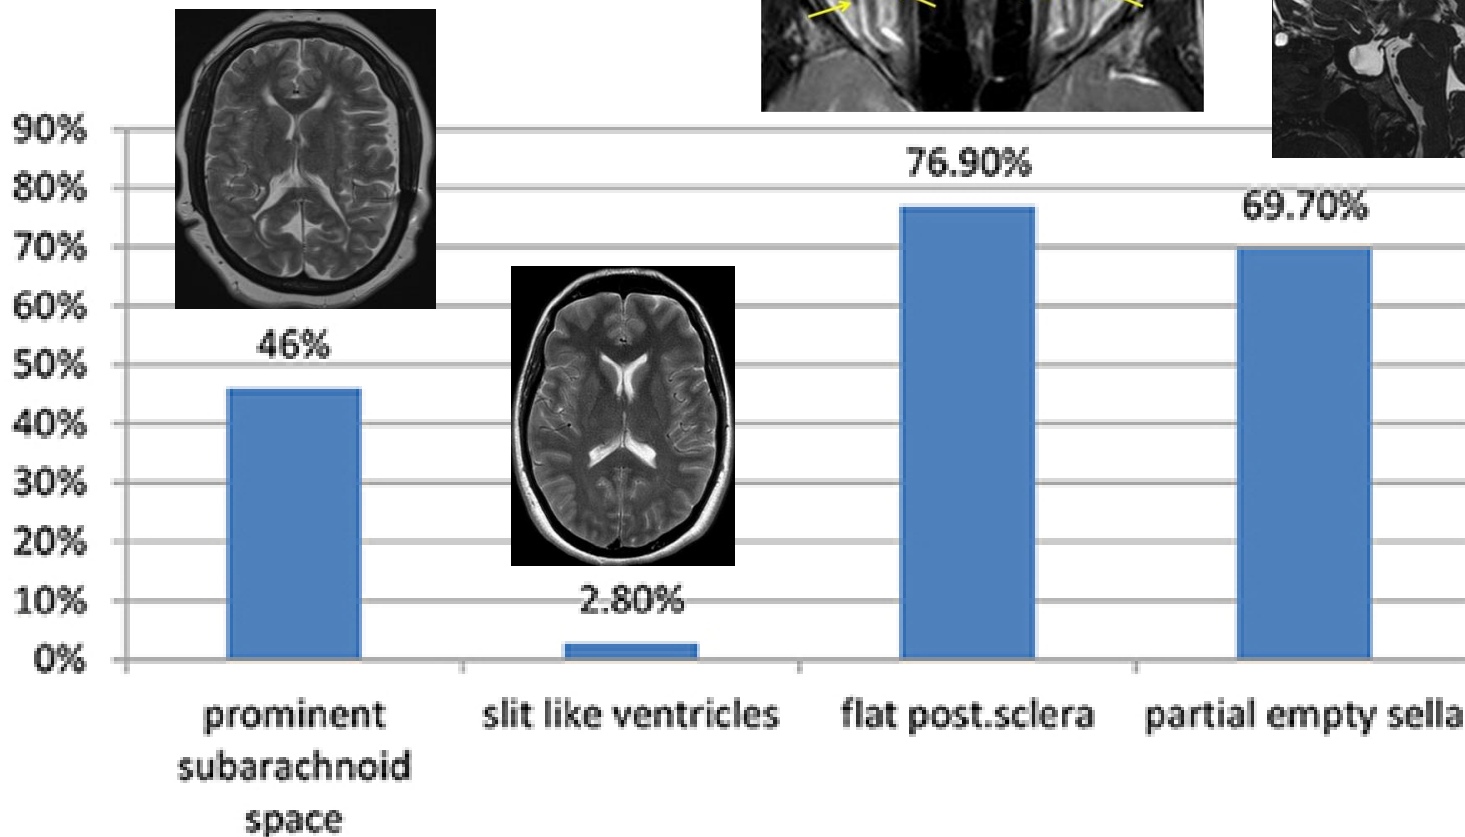 90%
80%
70%
60%
50%
40%
30%
20%
10%
0%
46%
2.80%
76.90%
69.70%
prominent
subarachnoid
space
slit like ventricles
flat post.sclera
partial empty sella